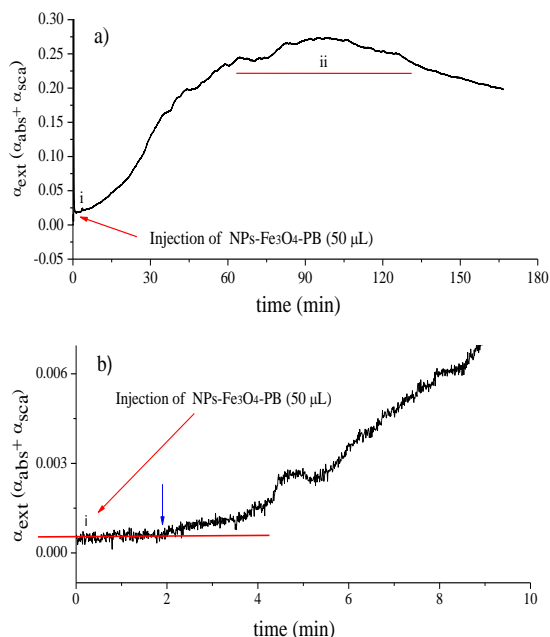 a)
0.30
0.25
0.20
0.15
0.10
0.05
0.00
-0.05
αext (αabs+ αsca)
i
ii
Injection of NPs-Fe3O4-PB (50 µL)
0 30 60 90 120 150 180
time (min)
b)
0.006
0.003
0.000
αext (αabs+ αsca)
Injection of NPs-Fe3O4-PB (50 µL)
i
0 2 4 6 8 10
time (min)